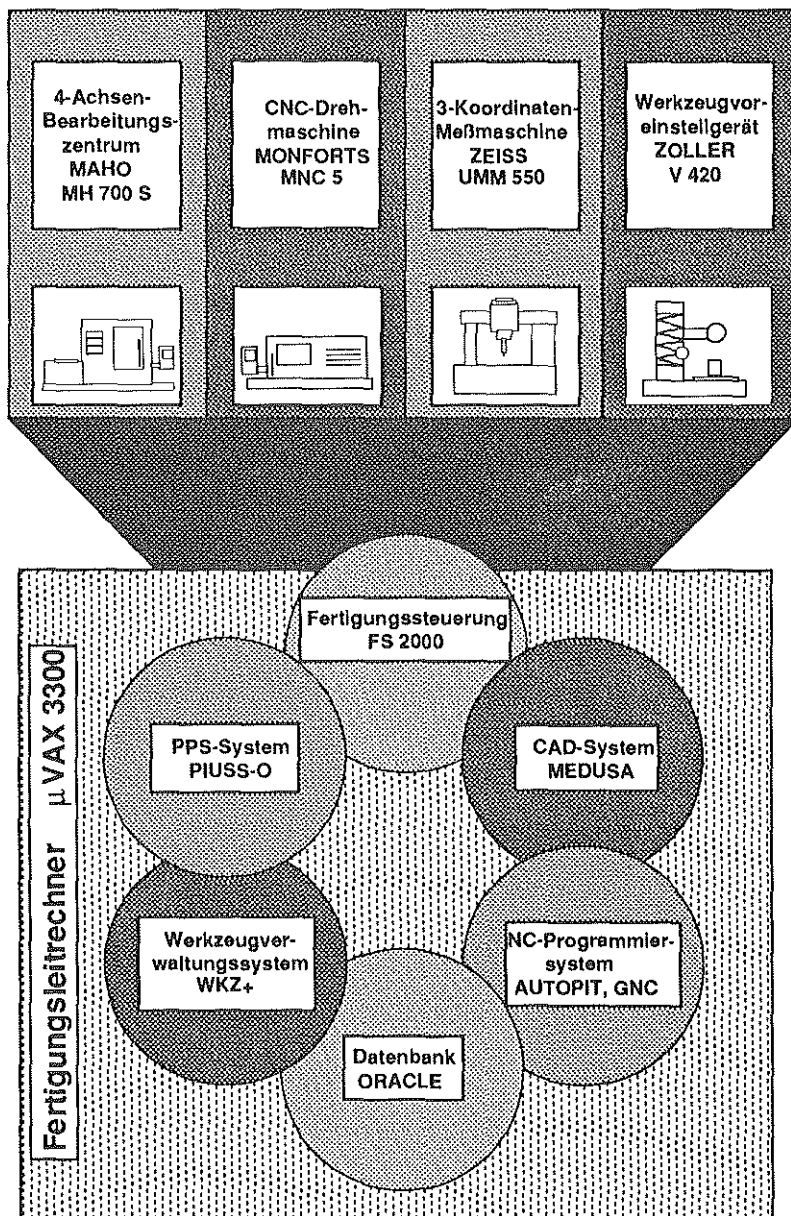 4-Achsen-
Bearbeitungs-
zentrum
MAHO
MH 700 S
CNC-Dreh-
maschine
MONFORTS
MNC 5
3-Koordinaten-
Meßmaschine
ZEISS
UMM 550
Werkzeugvor-
einstellgerät
ZOLLER
V 420
Fertigungssteuerung
FS 2000
PPS-System
PIUSS-O
CAD-System
MEDUSA
Werkzeugver-
waltungssystem
WKZ+
NC-Programmier-
system
AUTOPIT, GNC
Datenbank
ORACLE
Fertigungsleitrechner µ VAX 3300